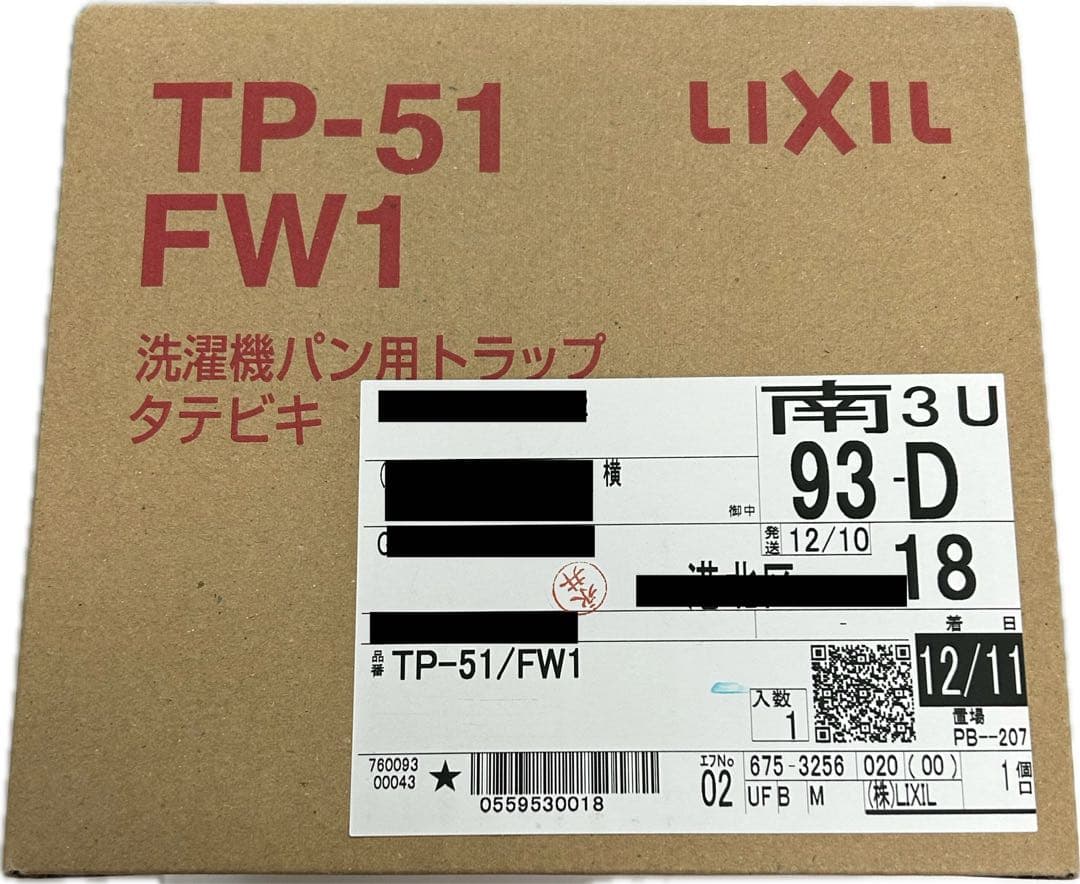 TP-51
FW1
LIXIL
洗濯機パン用トラップ
タテビキ
南 3 U
93-D
18
横
御中
発送 12/10
着日
12/11
品番 TP-51/FW1
入数
1
置場
PB--207
760093
00043 ★
0559530018
エフNo
02
675-3256 020(00)
UF B M (株)LIXIL
1個口